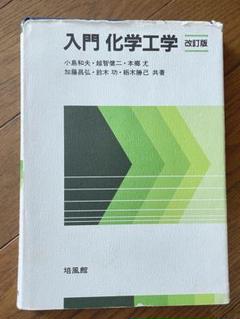 入門 化学工学 改訂版
小島和夫・越智健二・本郷 尤
加藤昌弘・鈴木 功・栃木勝己 共著
培風館